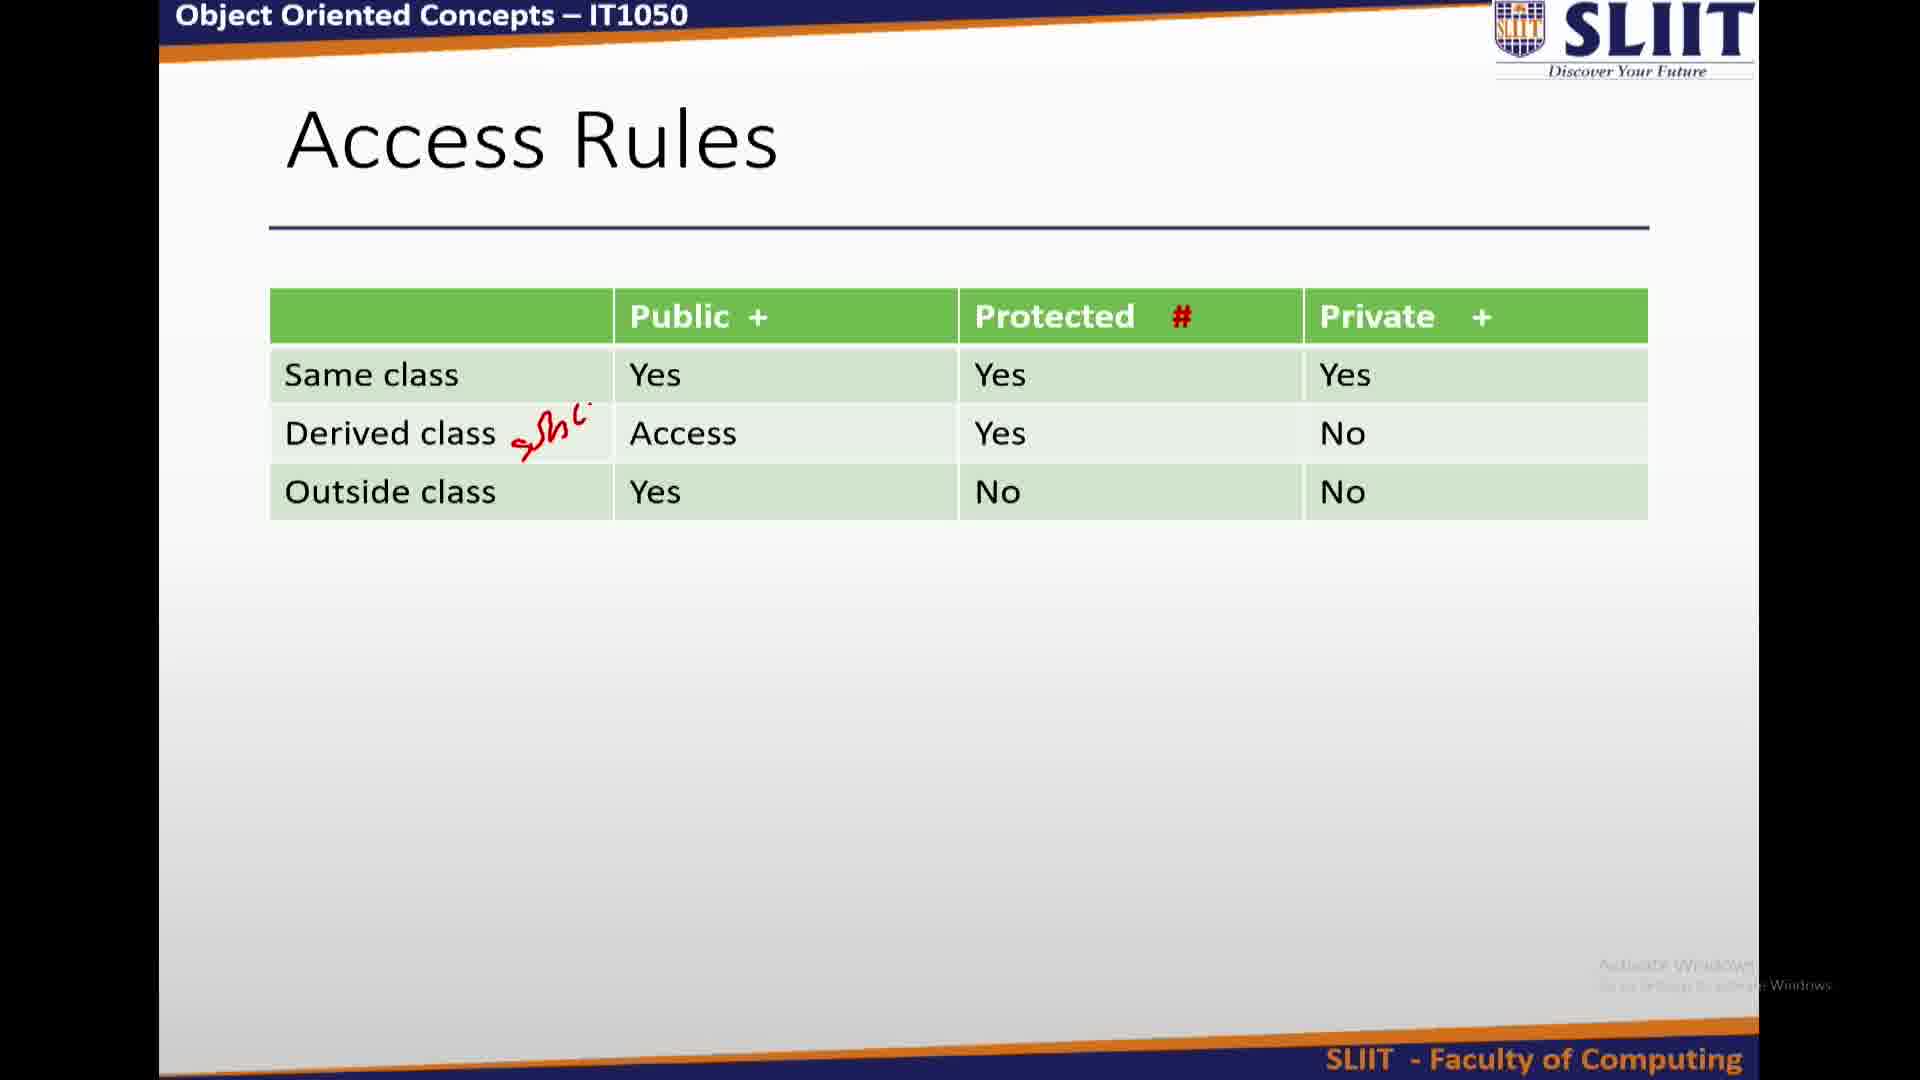 Object Oriented Concepts – IT1050
SLIIT
SLIIT
Discover Your Future
Access Rules
Public + Protected # Private +
Same class Yes Yes Yes
Derived class Access Yes No
Outside class Yes No No
Activate Windows
Go to Settings to activate Windows.
SLIIT - Faculty of Computing